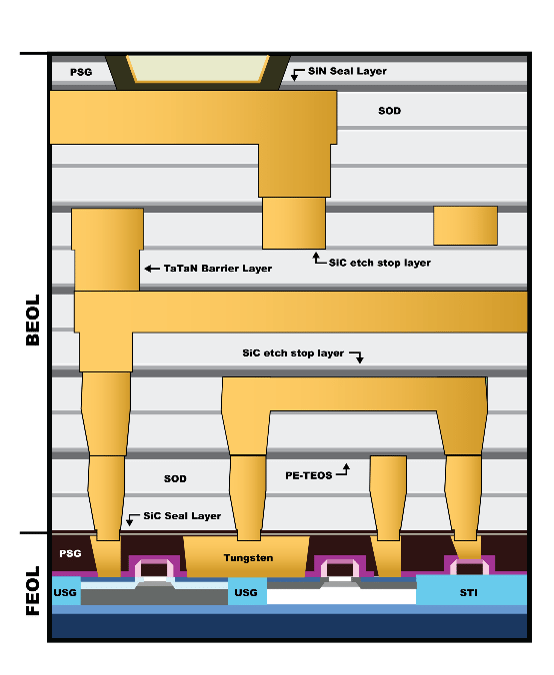 PSG
SiN Seal Layer
SOD
SiC etch stop layer
TaTaN Barrier Layer
BEOL
SiC etch stop layer
PE-TEOS
SOD
SiC Seal Layer
PSG
Tungsten
FEOL
USG
USG
STI